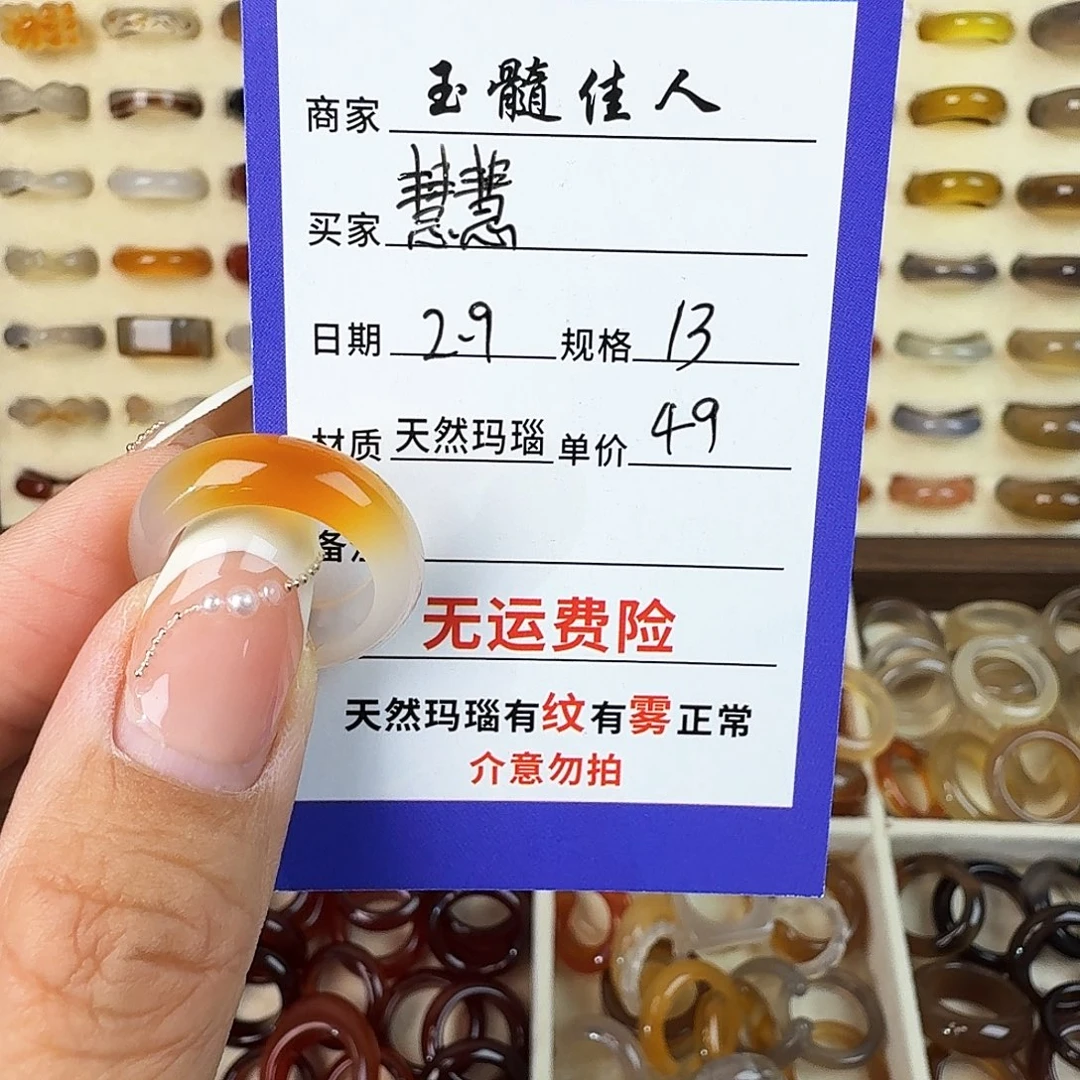 商家 玉髓佳人
买家 慧慧
日期 2-9 规格 13
材质 天然玛瑙 单价 49
备注
无运费险
天然玛瑙有纹有雾正常
介意勿拍